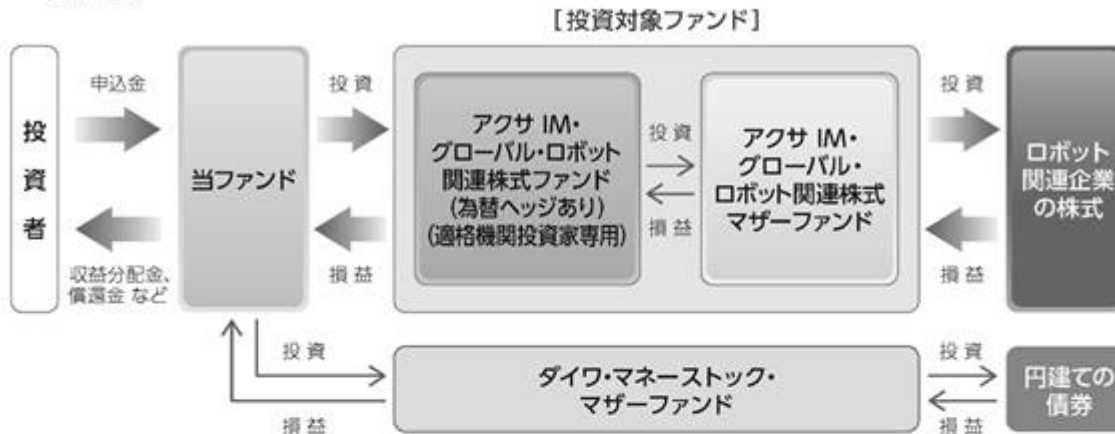 [投資対象ファンド]
投資者
申込金
収益分配金、
償還金 など
当ファンド
投資
損益
アクサ IM・
グローバル・ロボット
関連株式ファンド
(為替ヘッジあり)
(適格機関投資家専用)
投資
損益
アクサ IM・
グローバル・
ロボット関連株式
マザーファンド
投資
損益
ロボット
関連企業
の株式
投資
損益
ダイワ・マネーストック・
マザーファンド
投資
損益
円建ての
債券